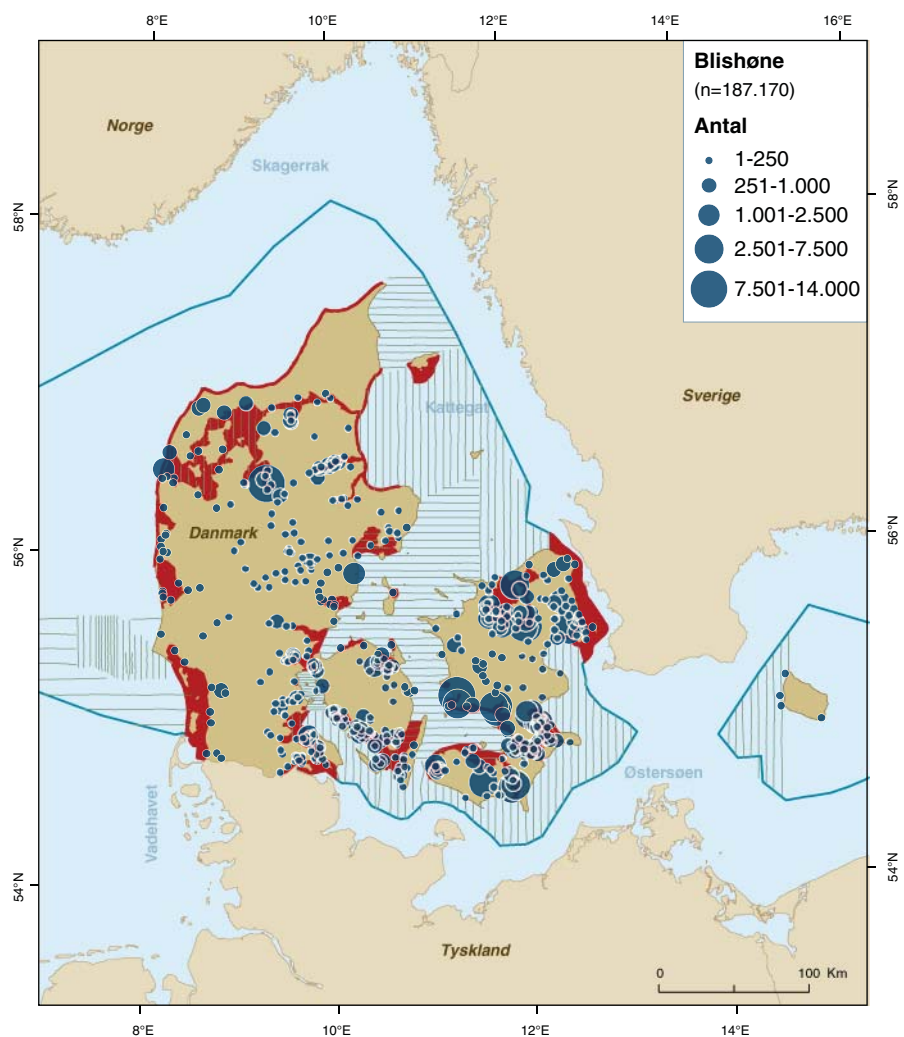 8°E 10°E 12°E 14°E 16°E
Blishøne
(n=187.170)
Antal
1-250
251-1.000
1.001-2.500
2.501-7.500
7.501-14.000
Norge
Skagerrak
58°N 58°N
Sverige
Kattegat
Danmark
56°N 56°N
Østersøen
Vadehavet
54°N 54°N
Tyskland
0 100 Km
8°E 10°E 12°E 14°E